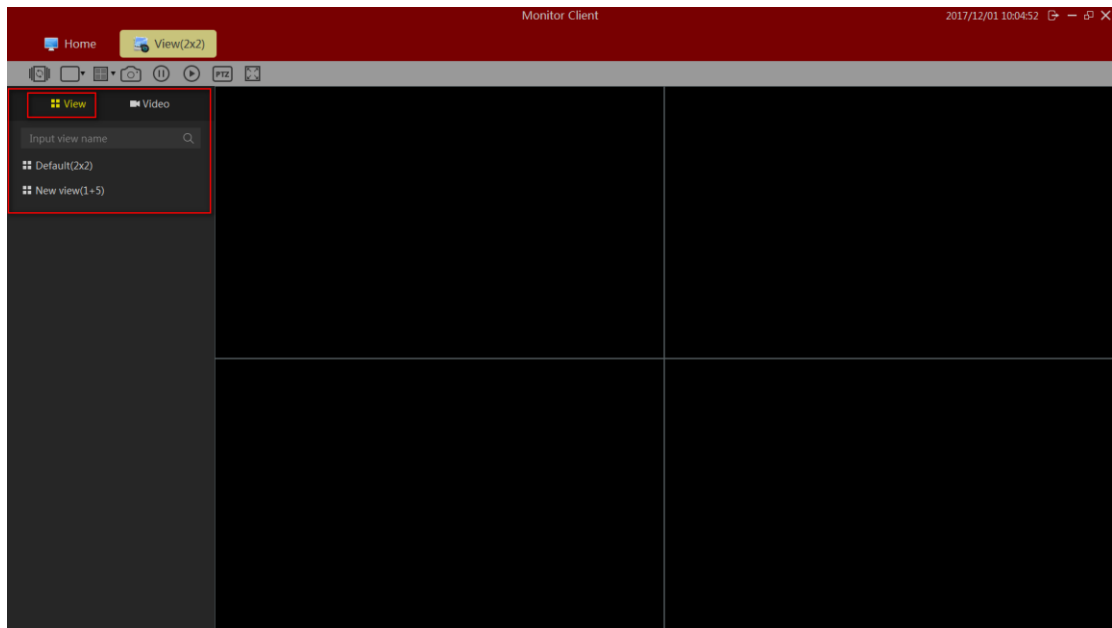 Monitor Client
2017/12/01 10:04:52
Home
View(2x2)
PTZ
View
Video
Input view name
Default(2x2)
New view(1+5)